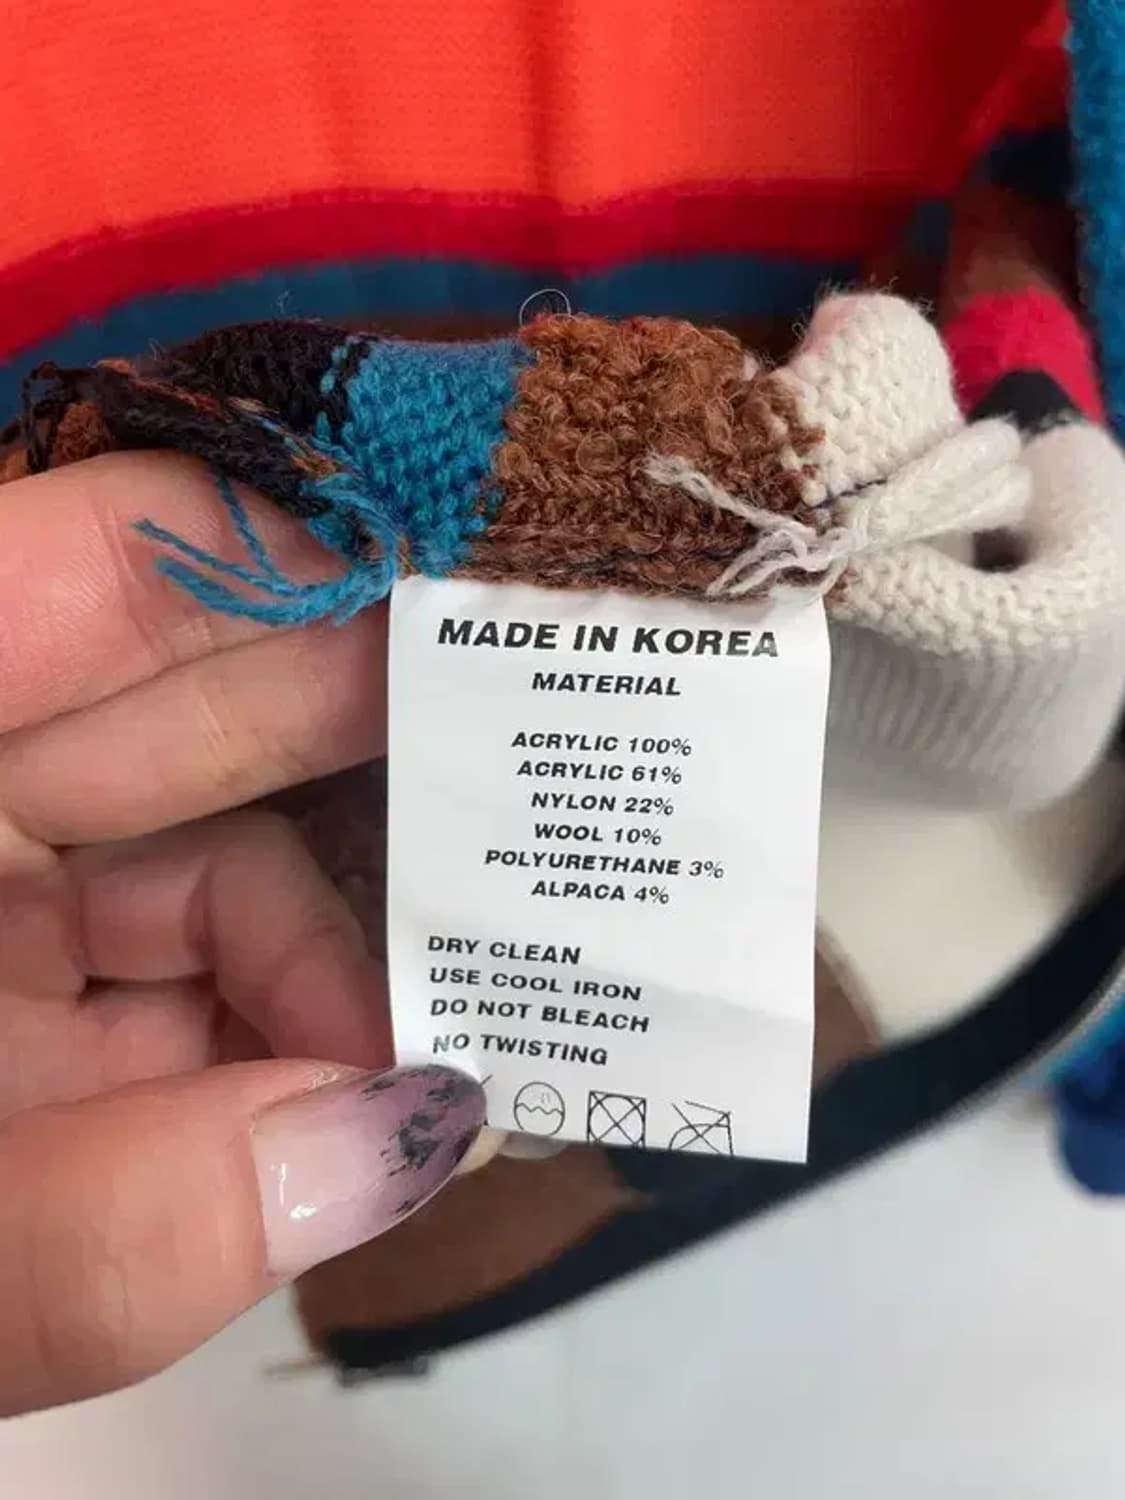 MADE IN KOREA
MATERIAL
ACRYLIC 100%
ACRYLIC 61%
NYLON 22%
WOOL 10%
POLYURETHANE 3%
ALPACA 4%
DRY CLEAN
USE COOL IRON
DO NOT BLEACH
NO TWISTING